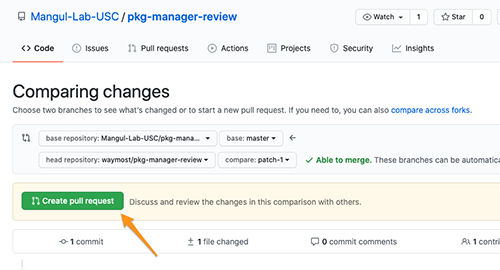 Mangul-Lab-USC / pkg-manager-review
Watch 1 Star 0
Code Issues Pull requests Actions Projects Security Insights
Comparing changes
Choose two branches to see what's changed or to start a new pull request. If you need to, you can also compare across forks.
base repository: Mangul-Lab-USC/pkg-mana... base: master
head repository: waymost/pkg-manager-review compare: patch-1 Able to merge. These branches can be automatica
Create pull request Discuss and review the changes in this comparison with others.
1 commit 1 file changed 0 commit comments 1 contri